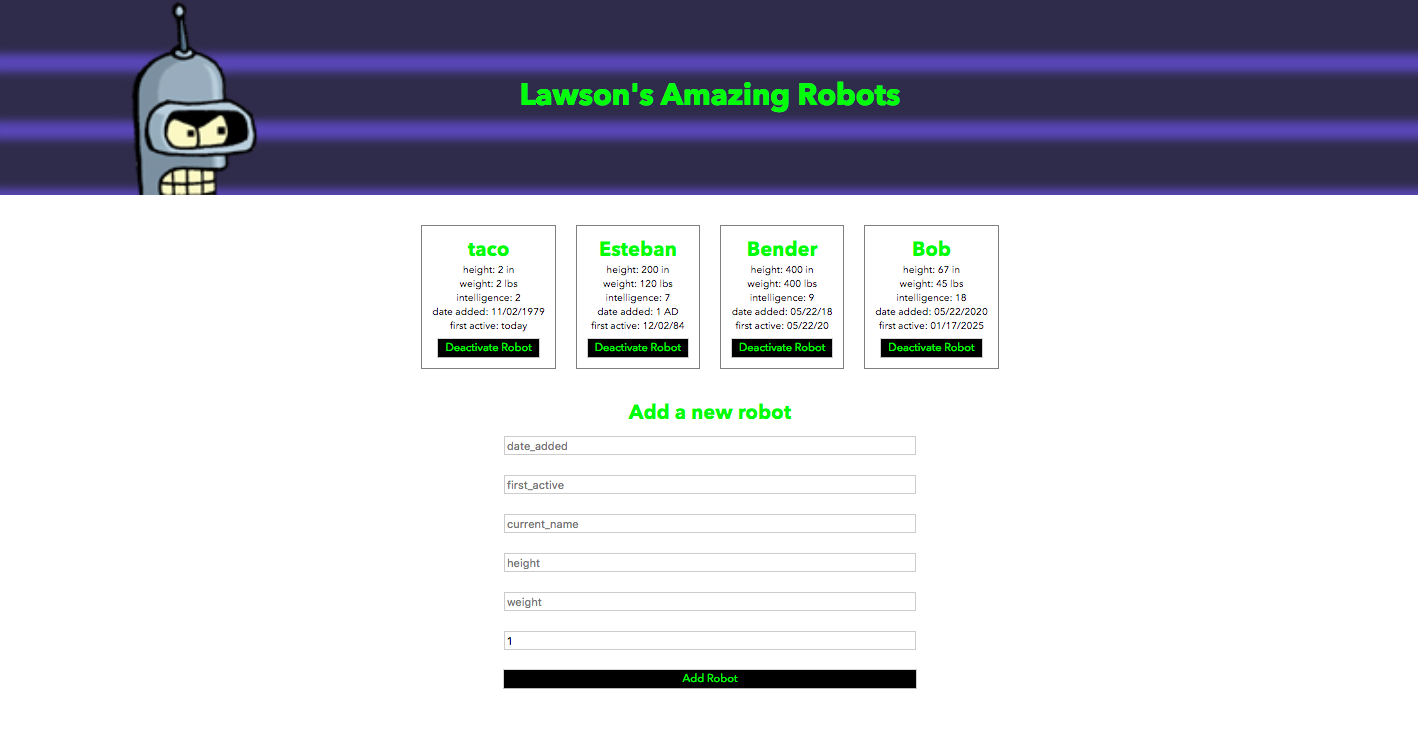 Lawson's Amazing Robots
taco
height: 2 in
weight: 2 lbs
intelligence: 2
date added: 11/02/1979
first active: today
Deactivate Robot
Esteban
height: 200 in
weight: 120 lbs
intelligence: 7
date added: 1 AD
first active: 12/02/84
Deactivate Robot
Bender
height: 400 in
weight: 400 lbs
intelligence: 9
date added: 05/22/18
first active: 05/22/20
Deactivate Robot
Bob
height: 67 in
weight: 45 lbs
intelligence: 18
date added: 05/22/2020
first active: 01/17/2025
Deactivate Robot
Add a new robot
date_added
first_active
current_name
height
weight
1
Add Robot